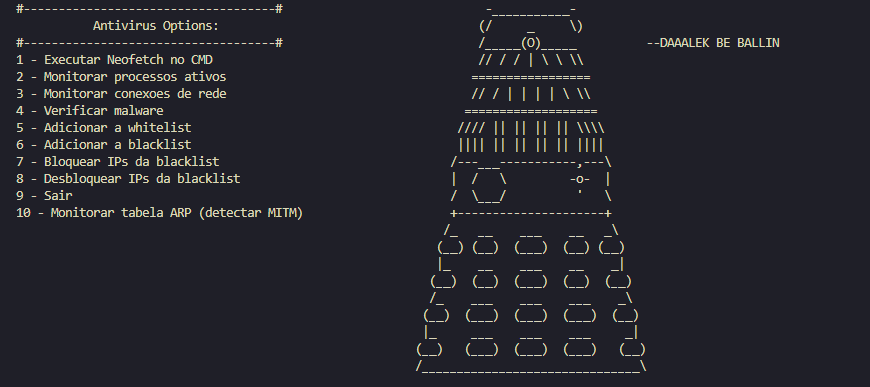 #------------------------------------#
Antivirus Options:
#------------------------------------#
1 - Executar Neofetch no CMD
2 - Monitorar processos ativos
3 - Monitorar conexoes de rede
4 - Verificar malware
5 - Adicionar a whitelist
6 - Adicionar a blacklist
7 - Bloquear IPs da blacklist
8 - Desbloquear IPs da blacklist
9 - Sair
10 - Monitorar tabela ARP (detectar MITM)
--DAAALEK BE BALLIN